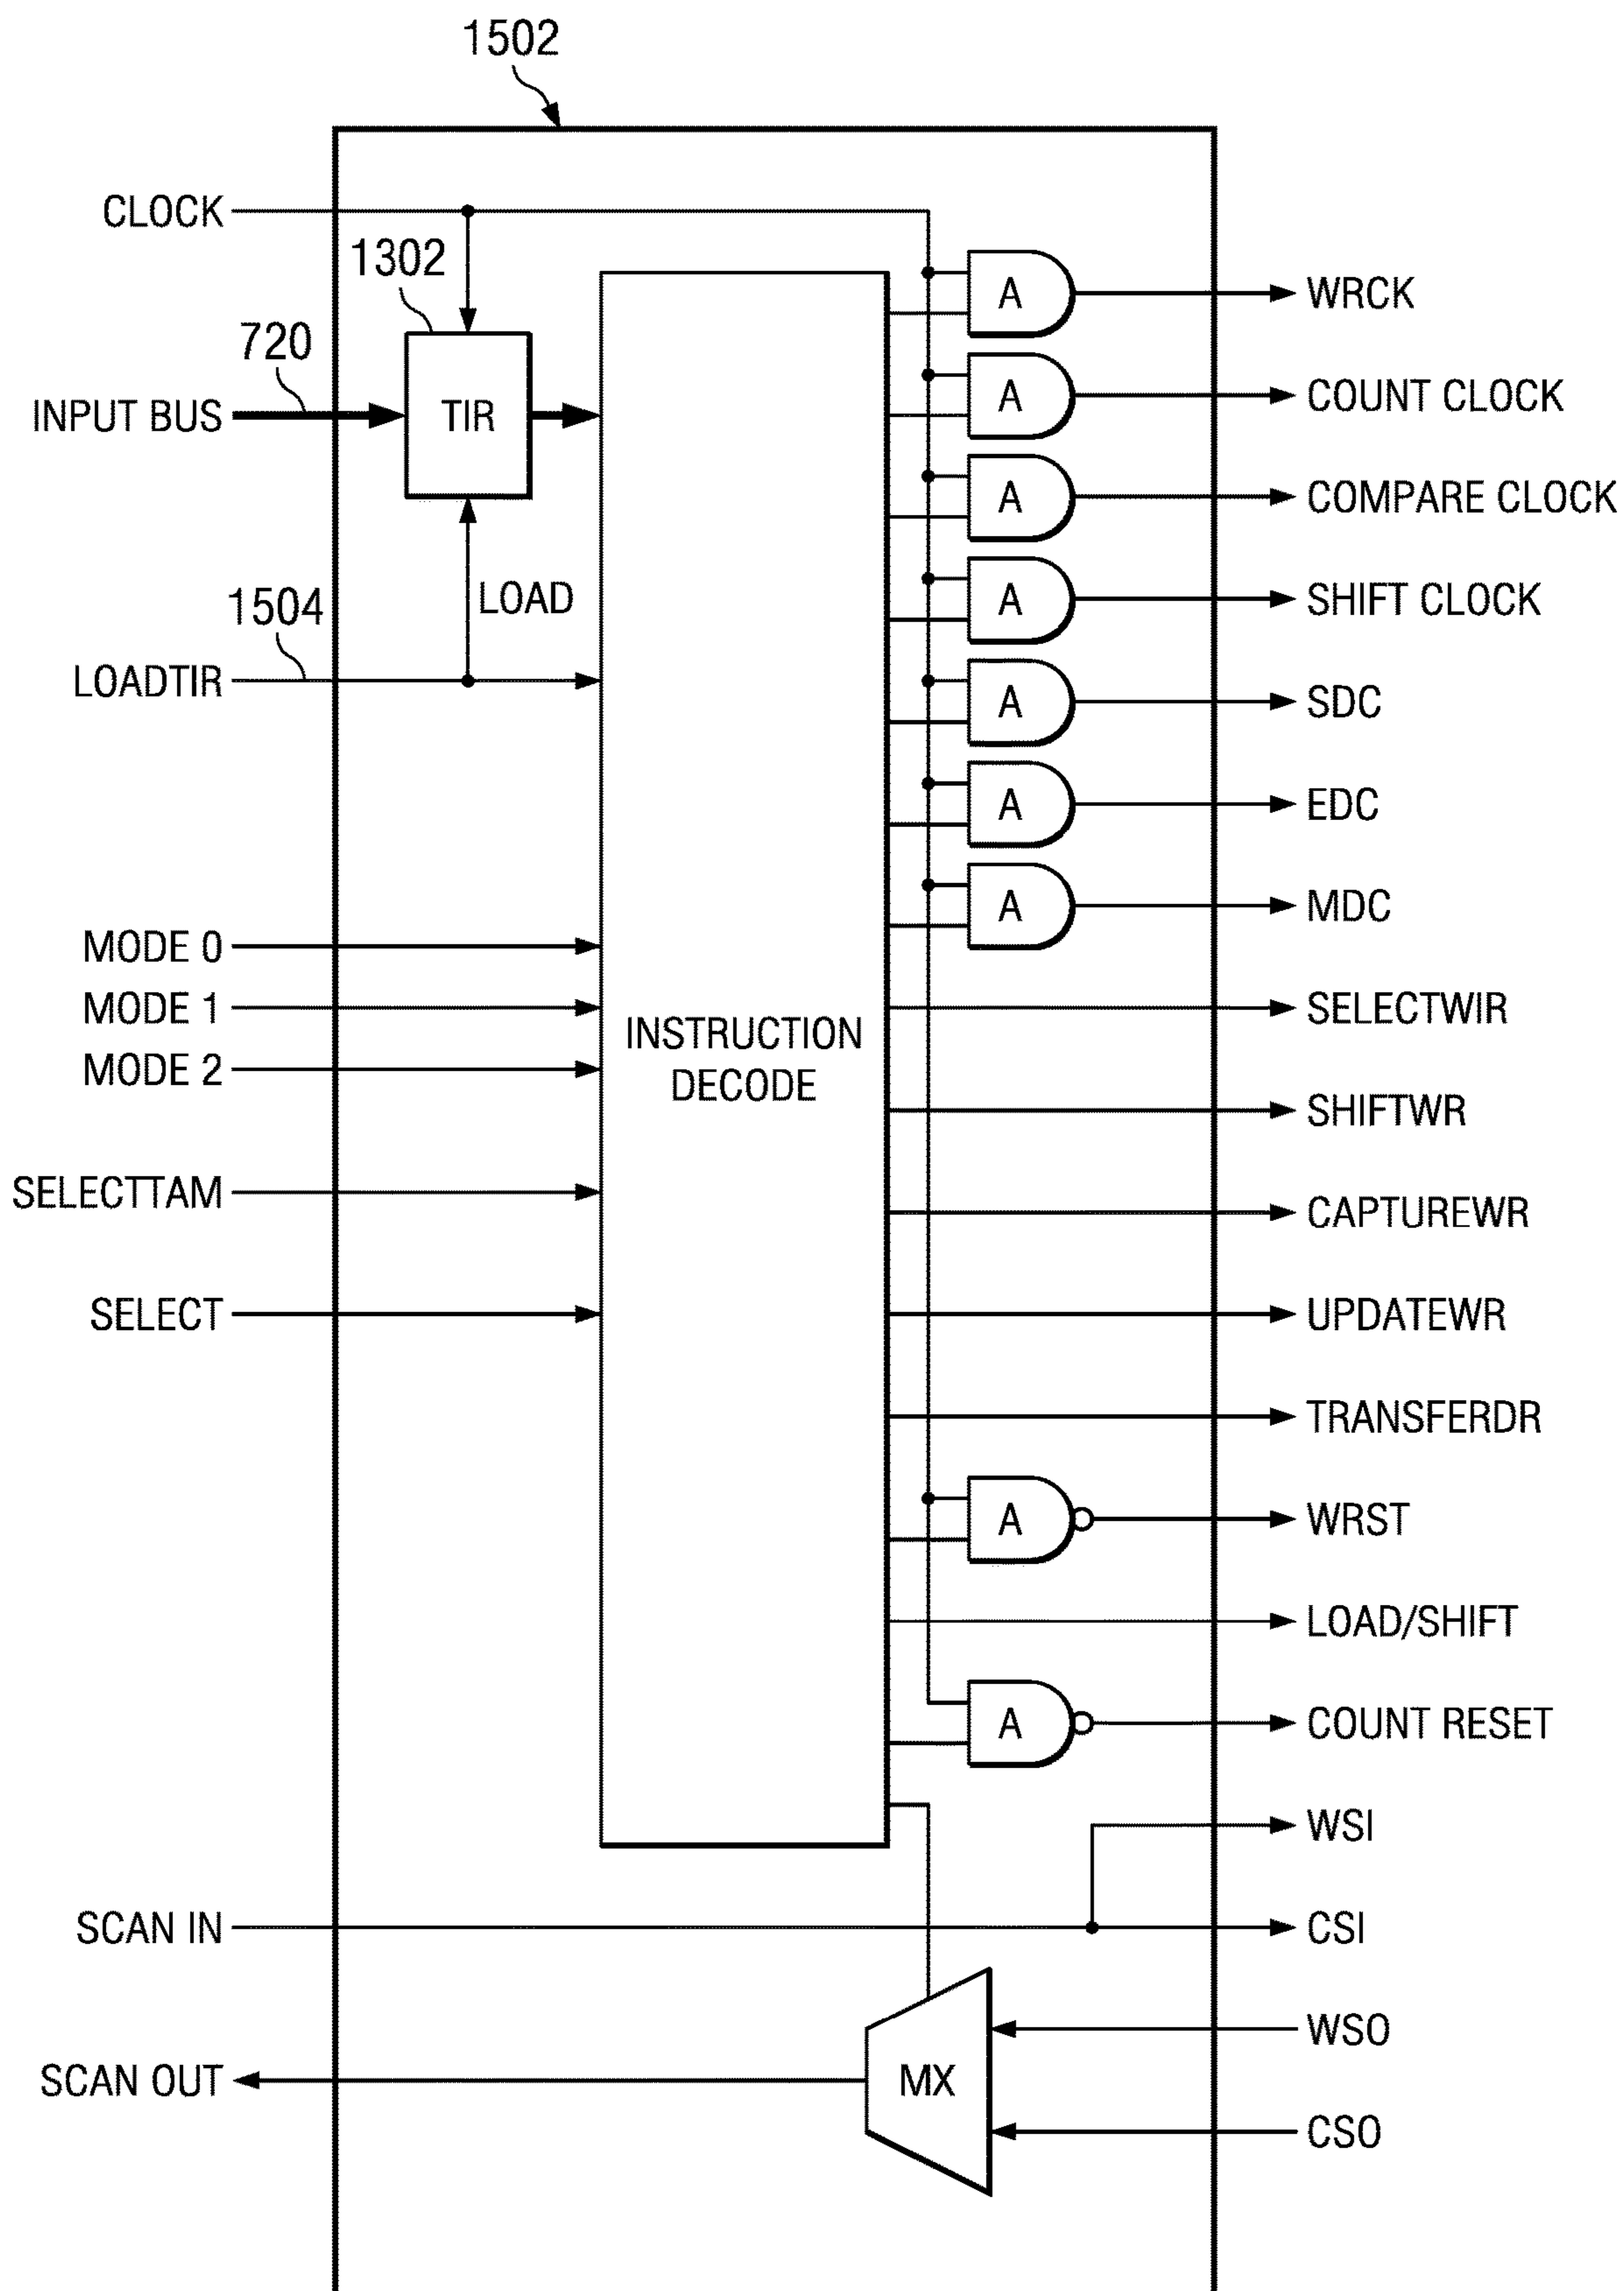 1502
CLOCK
1302
A
WRCK
720
INPUT BUS
TIR
A
COUNT CLOCK
A
COMPARE CLOCK
1504
LOAD
A
SHIFT CLOCK
LOADTIR
A
SDC
A
EDC
A
MDC
MODE 0
MODE 1
MODE 2
INSTRUCTION
DECODE
SELECTWIR
SHIFTWR
SELECTTAM
CAPTUREWR
SELECT
UPDATEWR
TRANSFERDR
A
WRST
LOAD/SHIFT
A
COUNT RESET
WSI
SCAN IN
CSI
WSO
SCAN OUT
MX
CSO